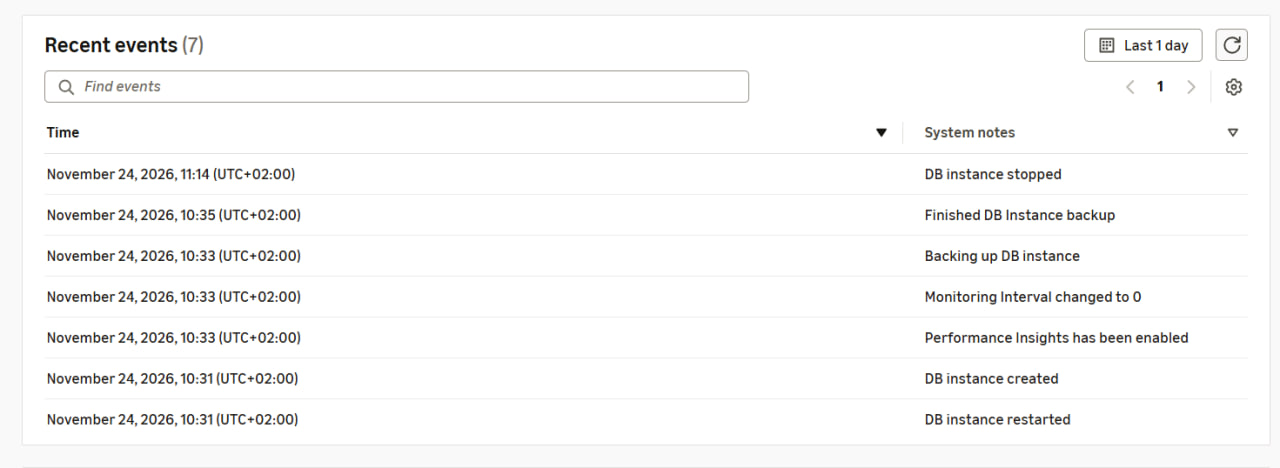 Recent events (7)
Last 1 day
Find events
1
Time
System notes
November 24, 2026, 11:14 (UTC+02:00) DB instance stopped
November 24, 2026, 10:35 (UTC+02:00) Finished DB Instance backup
November 24, 2026, 10:33 (UTC+02:00) Backing up DB instance
November 24, 2026, 10:33 (UTC+02:00) Monitoring Interval changed to 0
November 24, 2026, 10:33 (UTC+02:00) Performance Insights has been enabled
November 24, 2026, 10:31 (UTC+02:00) DB instance created
November 24, 2026, 10:31 (UTC+02:00) DB instance restarted